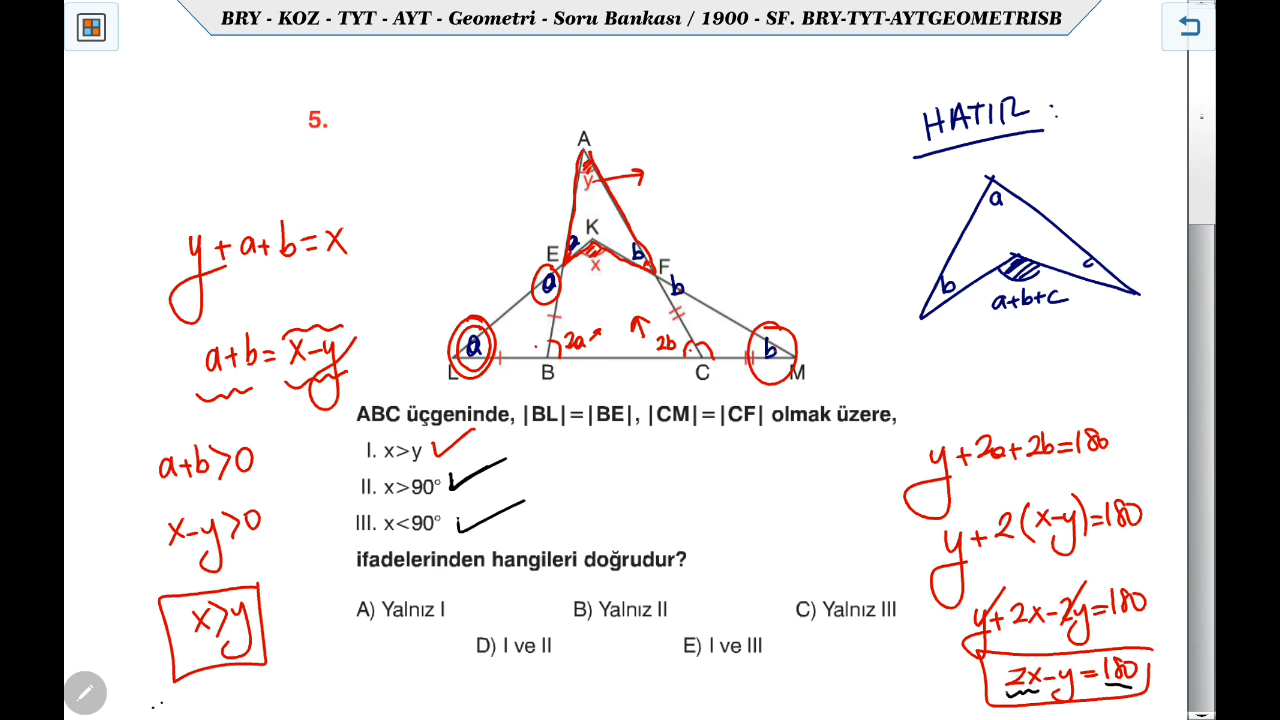 BRY - KOZ - TYT - AYT - Geometri - Soru Bankası / 1900 - SF. BRY-TYT-AYTGEOMETRISB
5.
HATIR :
a
b
c
a+b+c
A
y
K
E
a
x
b
F
a
b
a
2a
2b
b
L
B
C
M
y+a+b=x
a+b=x-y
a+b>0
x-y>0
x>y
ABC üçgeninde, |BL|=|BE|, |CM|=|CF| olmak üzere,
I. x>y
II. x>90°
III. x<90°
ifadelerinden hangileri doğrudur?
A) Yalnız I
B) Yalnız II
C) Yalnız III
D) I ve II
E) I ve III
y+2a+2b=180
y+2(x-y)=180
y+2x-2y=180
2x-y=180